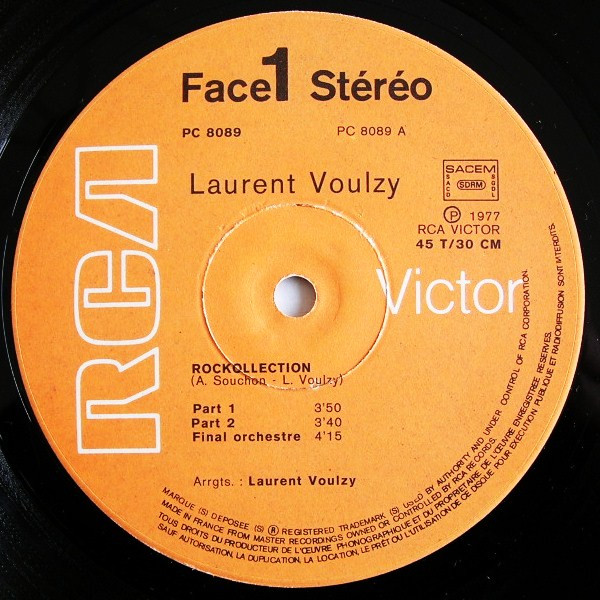 Face 1 Stéréo
PC 8089
PC 8089 A
Laurent Voulzy
SACEM
SACD
SDRM
SGDL
Ⓟ 1977
RCA VICTOR
45 T/30 CM
RCA
Victor
ROCKOLLECTION
(A. Souchon - L. Voulzy)
Part 1 3'50
Part 2 3'40
Final orchestre 4'15
Arrgts. : Laurent Voulzy
MARQUE (S) DEPOSEE (S) ® REGISTERED TRADEMARK (S) USED BY AUTHORITY AND UNDER CONTROL OF RCA CORPORATION.
MADE IN FRANCE FROM MASTER RECORDINGS OWNED OR CONTROLLED BY RCA RECORDS.
TOUS DROITS DU PRODUCTEUR DE L'ŒUVRE PHONOGRAPHIQUE ET DU PROPRIETAIRE DE L'ŒUVRE ENREGISTREE RESERVES.
SAUF AUTORISATION, LA DUPLICATION, LA LOCATION, LE PRÊT OU L'UTILISATION DE CE DISQUE POUR EXECUTION PUBLIQUE ET RADIODIFFUSION SONT INTERDITS.